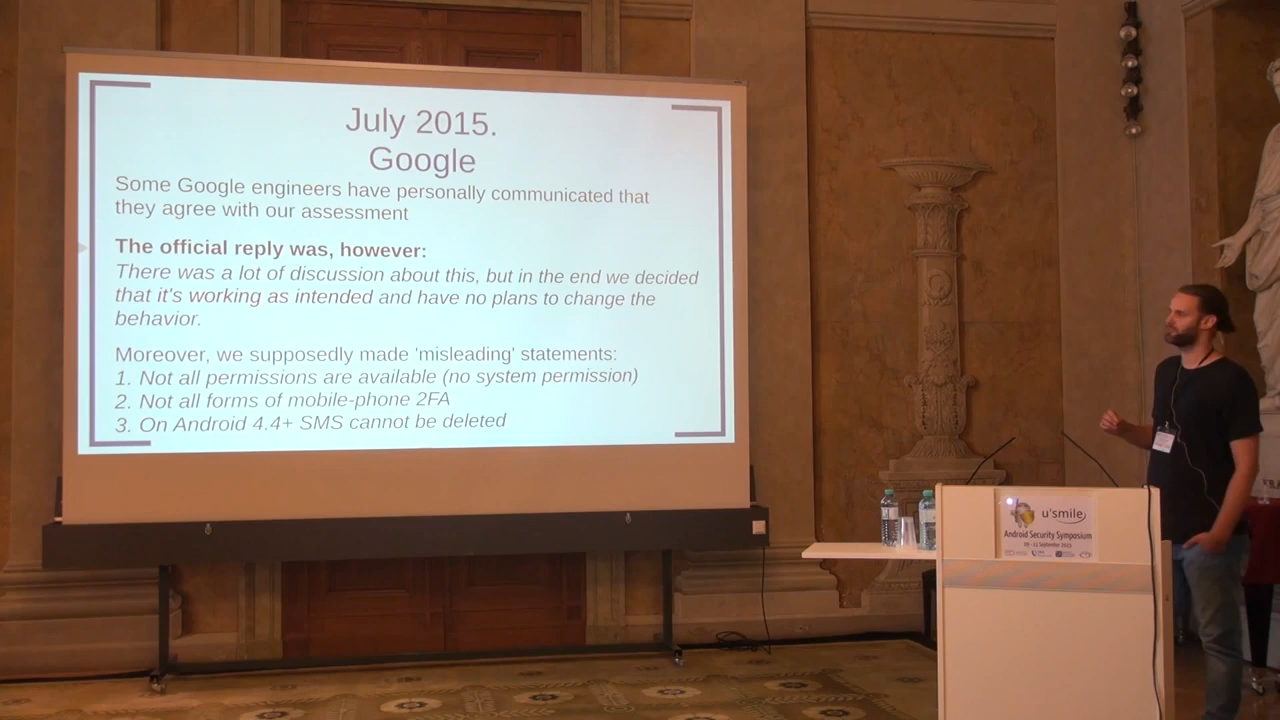 July 2015.
Google
Some Google engineers have personally communicated that
they agree with our assessment
The official reply was, however:
There was a lot of discussion about this, but in the end we decided
that it's working as intended and have no plans to change the
behavior.
Moreover, we supposedly made 'misleading' statements:
1. Not all permissions are available (no system permission)
2. Not all forms of mobile-phone 2FA
3. On Android 4.4+ SMS cannot be deleted
u'smile
Android Security Symposium